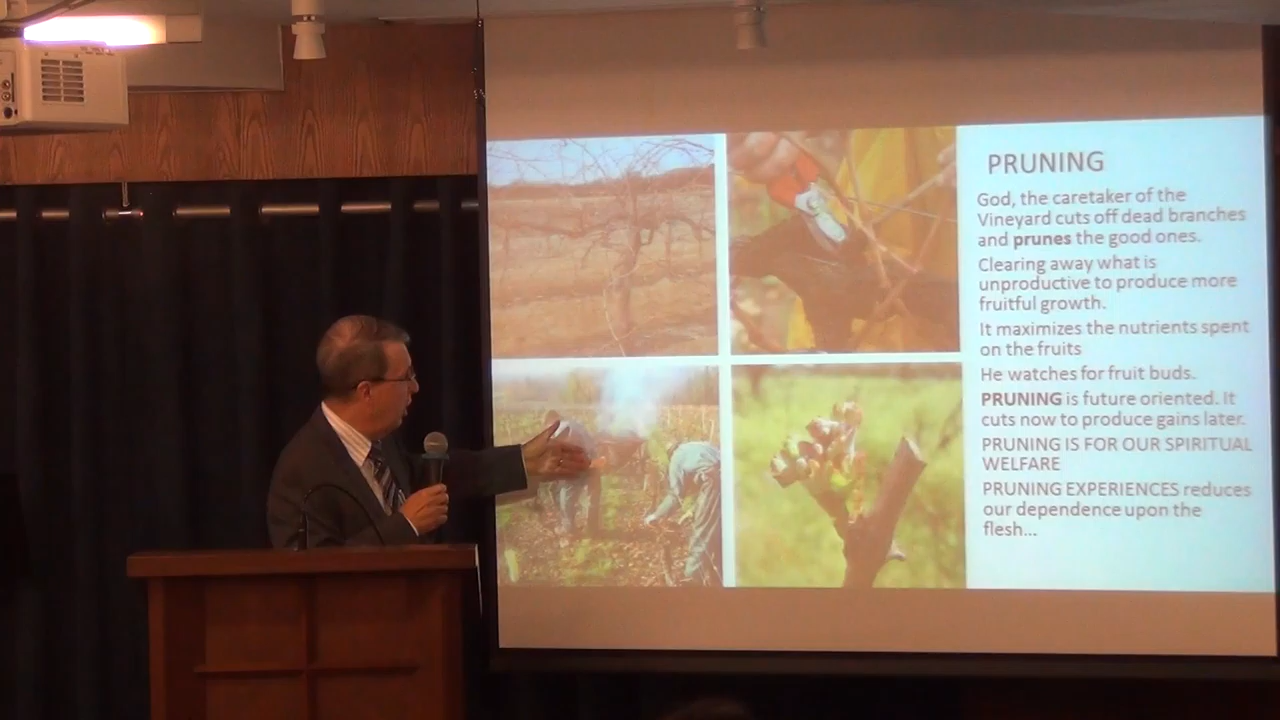 PRUNING
God, the caretaker of the
Vineyard cuts off dead branches
and prunes the good ones.
Clearing away what is
unproductive to produce more
fruitful growth.
It maximizes the nutrients spent
on the fruits
He watches for fruit buds.
PRUNING is future oriented. It
cuts now to produce gains later.
PRUNING IS FOR OUR SPIRITUAL
WELFARE
PRUNING EXPERIENCES reduces
our dependence upon the
flesh...